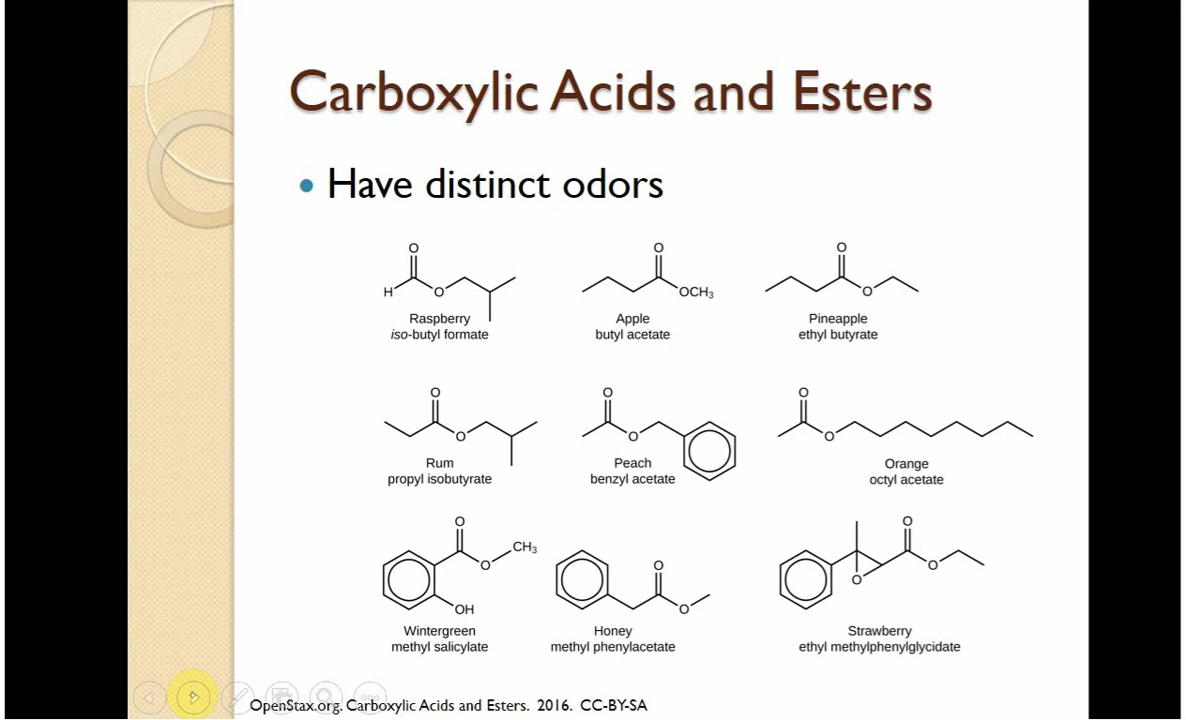 Carboxylic Acids and Esters
• Have distinct odors
O
H
O
Raspberry
iso-butyl formate
O
OCH₃
Apple
butyl acetate
O
O
Pineapple
ethyl butyrate
O
O
Rum
propyl isobutyrate
O
O
Peach
benzyl acetate
O
O
Orange
octyl acetate
O
CH₃
O
OH
Wintergreen
methyl salicylate
O
O
Honey
methyl phenylacetate
O
O
O
Strawberry
ethyl methylphenylglycidate
OpenStax.org. Carboxylic Acids and Esters. 2016. CC-BY-SA